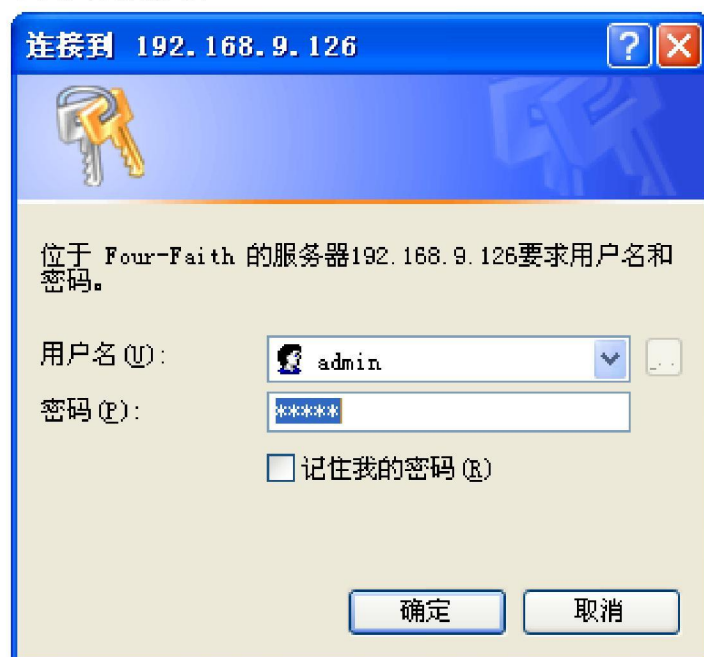 连接到 192.168.9.126
位于 Four-Faith 的服务器192.168.9.126要求用户名和
密码。
用户名(U):
admin
密码(P):
*****
记住我的密码(R)
确定
取消